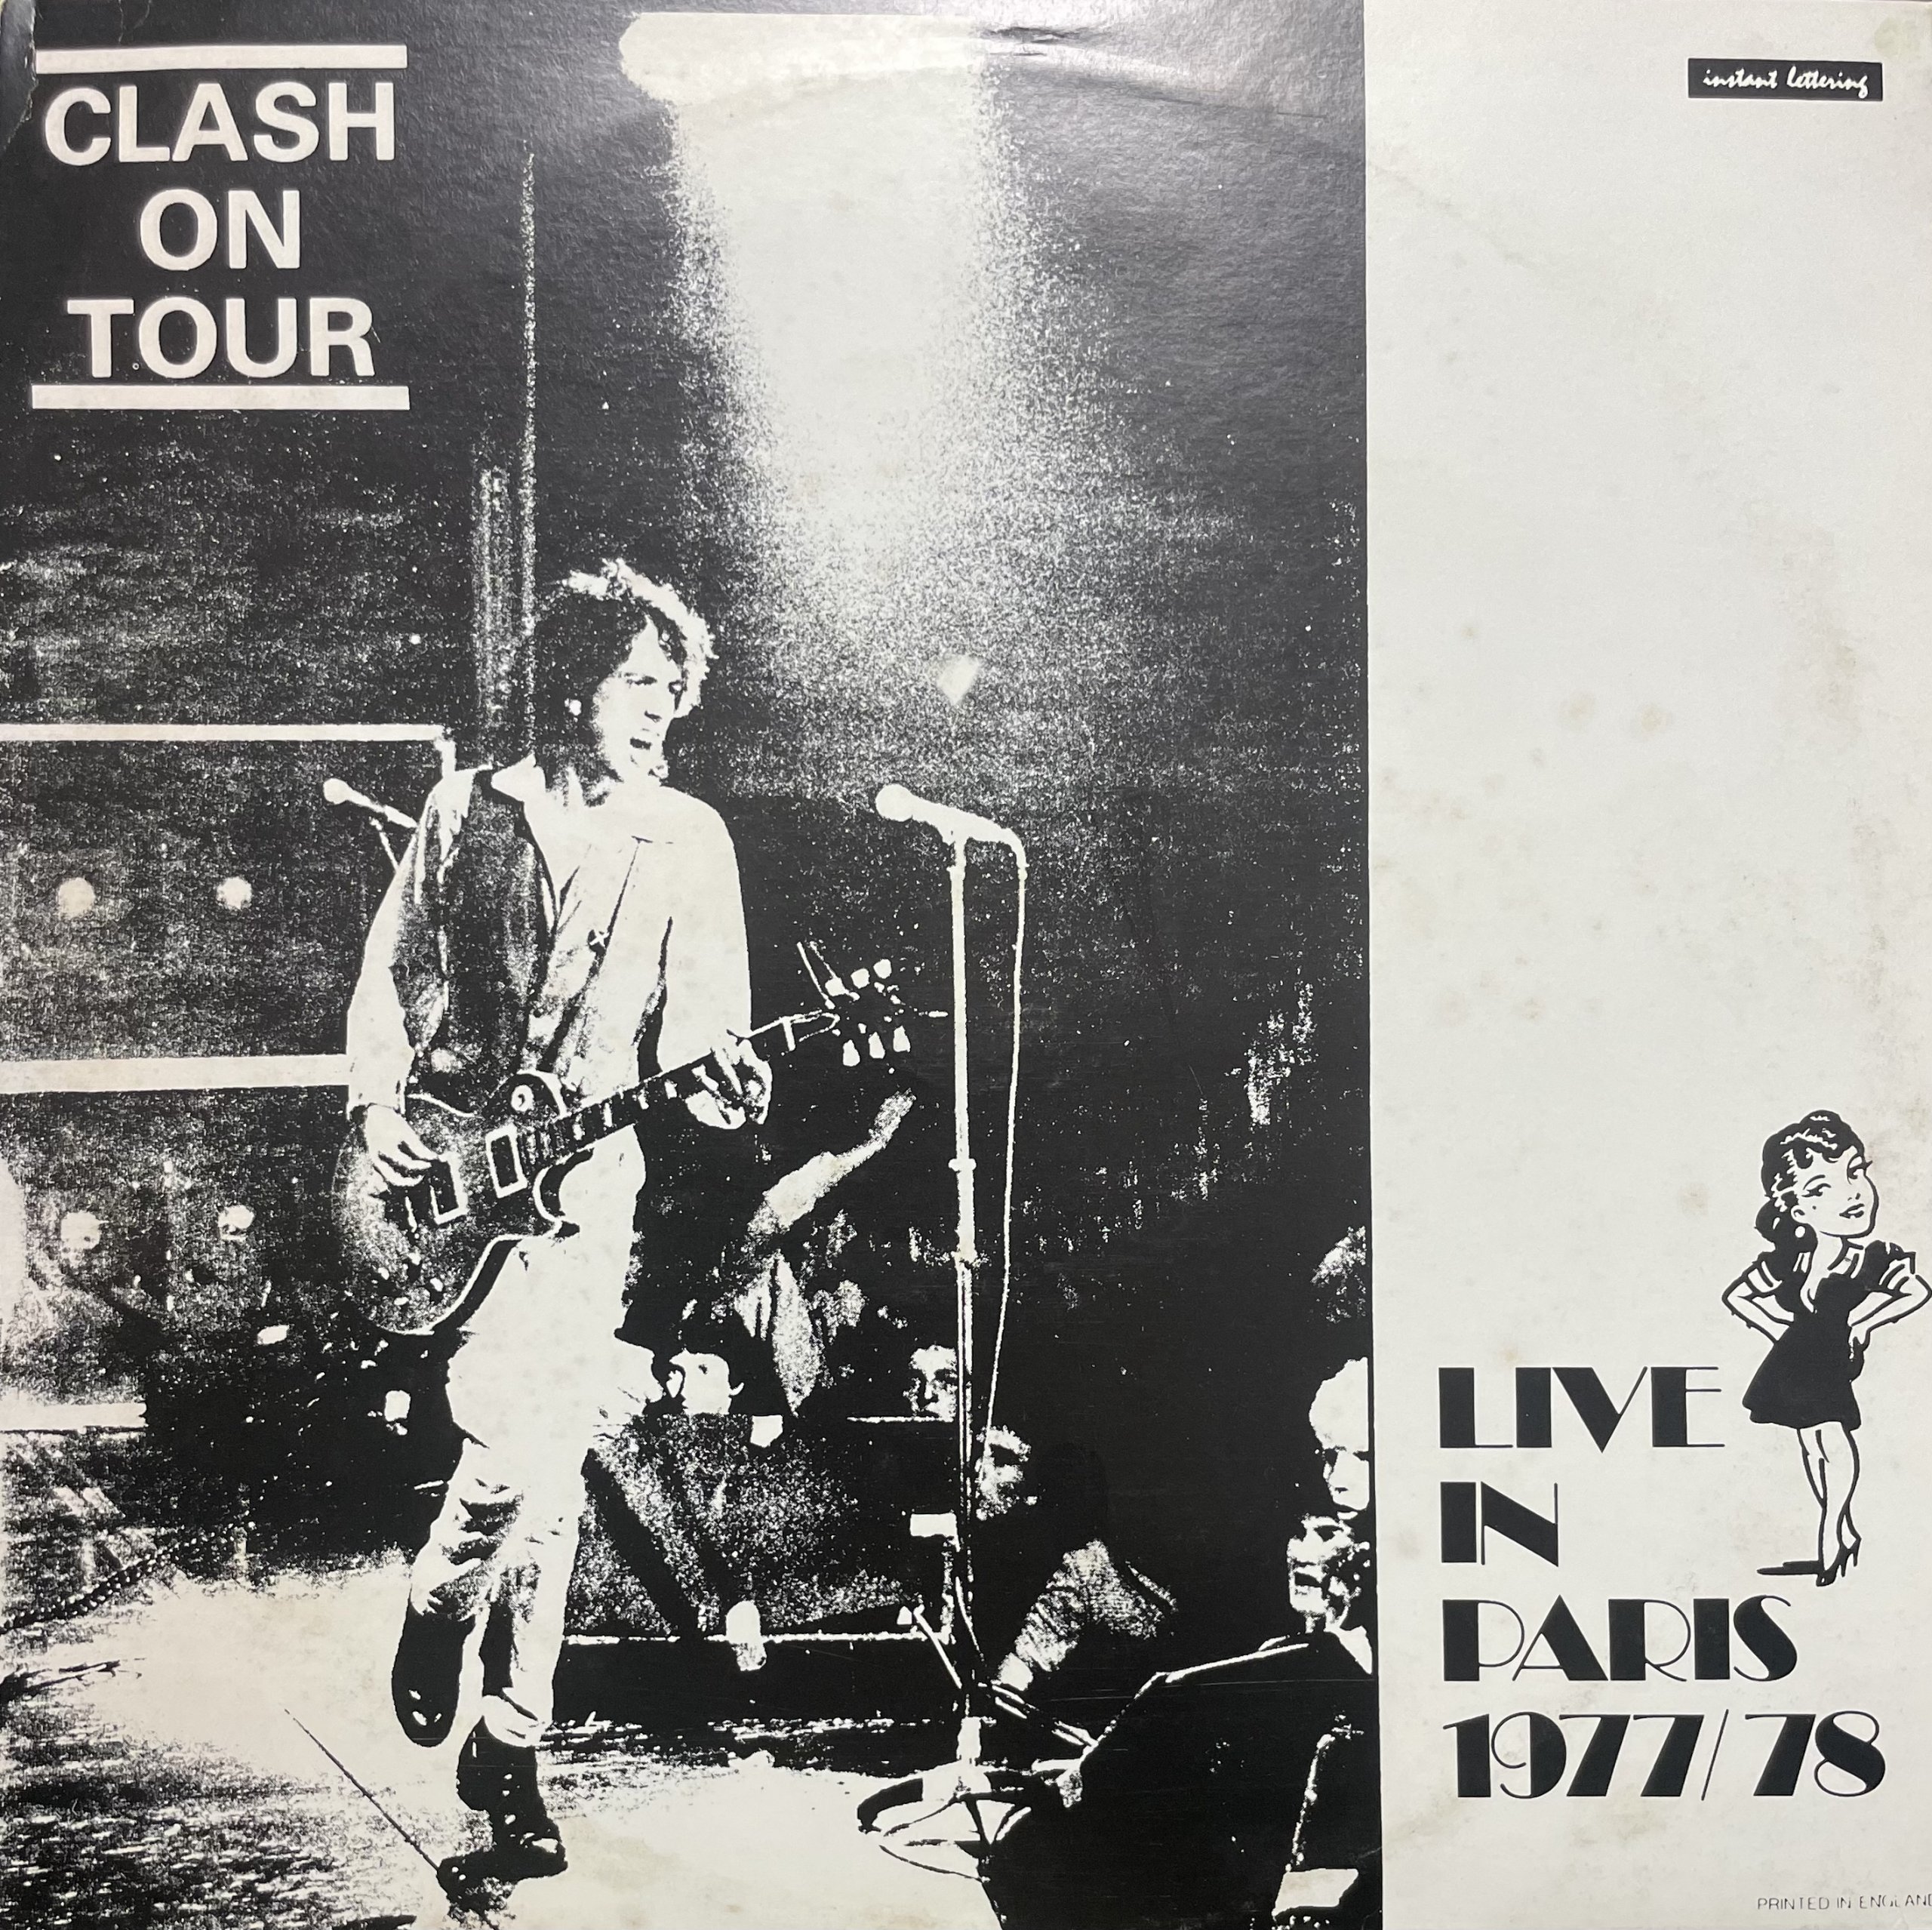 CLASH
ON
TOUR
instant lettering
LIVE
IN
PARIS
1977/78
PRINTED IN ENGLAND